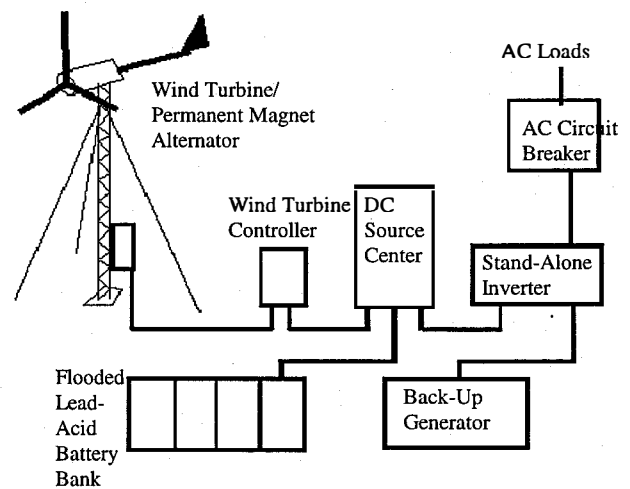 AC Loads
Wind Turbine/
Permanent Magnet
Alternator
AC Circuit
Breaker
Wind Turbine
Controller
DC
Source
Center
Stand-Alone
Inverter
Flooded
Lead-
Acid
Battery
Bank
Back-Up
Generator